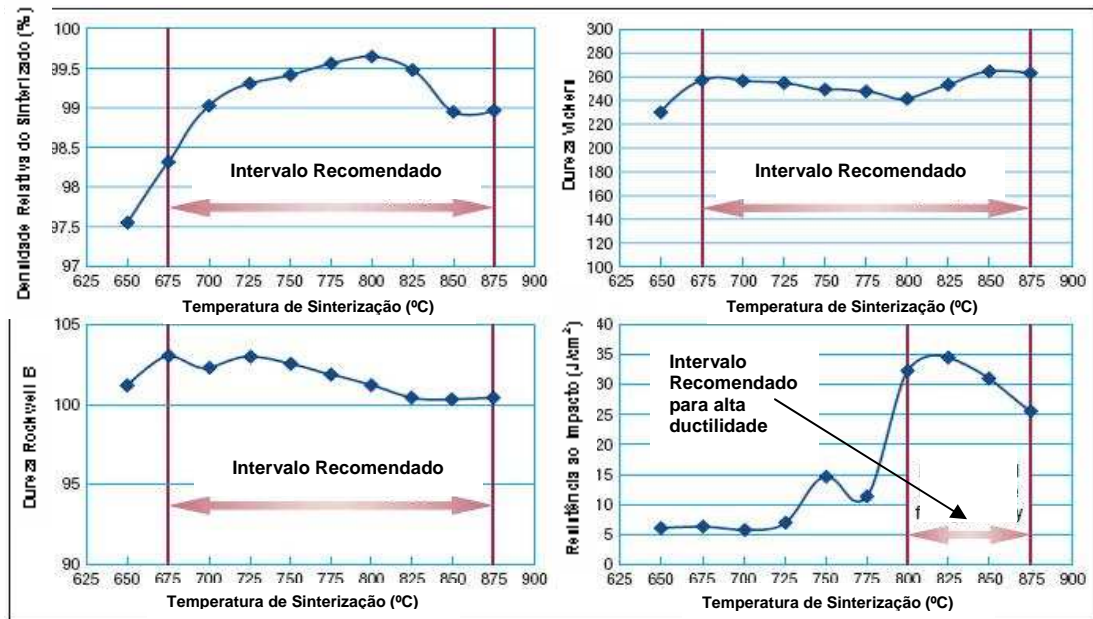 Densidade Relativa do Sinterizado (%)
100
99.5
99
98.5
98
97.5
97
Intervalo Recomendado
625 650 675 700 725 750 775 800 825 850 875 900
Temperatura de Sinterização (ºC)
Dureza Vickers
300
280
260
240
220
200
180
160
140
120
100
Intervalo Recomendado
625 650 675 700 725 750 775 800 825 850 875 900
Temperatura de Sinterização (ºC)
Dureza Rockwell B
105
100
95
90
Intervalo Recomendado
625 650 675 700 725 750 775 800 825 850 875 900
Temperatura de Sinterização (ºC)
Resistência ao Impacto (J/cm²)
40
35
30
25
20
15
10
5
0
Intervalo
Recomendado
para alta
ductilidade
f y
625 650 675 700 725 750 775 800 825 850 875 900
Temperatura de Sinterização (ºC)